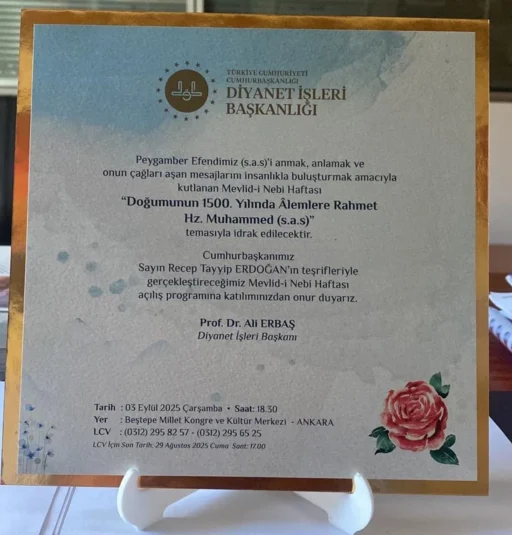 TÜRKİYE CUMHURİYETİ
CUMHURBAŞKANLIĞI
DİYANET İŞLERİ
BAŞKANLIĞI
Peygamber Efendimiz (s.a.s)'i anmak, anlamak ve
onun çağları aşan mesajlarını insanlıkla buluşturmak amacıyla
kutlanan Mevlid-i Nebi Haftası
"Doğumunun 1500. Yılında Âlemlere Rahmet
Hz. Muhammed (s.a.s)"
temasıyla idrak edilecektir.
Cumhurbaşkanımız
Sayın Recep Tayyip ERDOĞAN'ın teşrifleriyle
gerçekleştireceğimiz Mevlid-i Nebi Haftası
açılış programına katılımınızdan onur duyarız.
Prof. Dr. Ali ERBAŞ
Diyanet İşleri Başkanı
Tarih : 03 Eylül 2025 Çarşamba • Saat: 18.30
Yer : Beştepe Millet Kongre ve Kültür Merkezi - ANKARA
LCV : (0312) 295 82 57 - (0312) 295 65 25
LCV İçin Son Tarih: 29 Ağustos 2025 Cuma Saat: 17.00